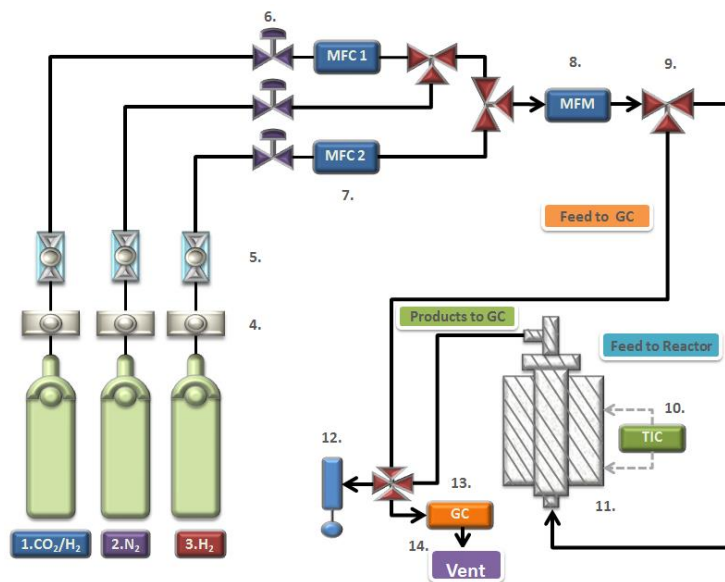 6.
MFC 1
8.
9.
MFM
MFC 2
7.
Feed to GC
5.
Products to GC
4.
Feed to Reactor
10.
TIC
12.
13.
11.
GC
1.CO₂/H₂
2.N₂
3.H₂
14.
Vent